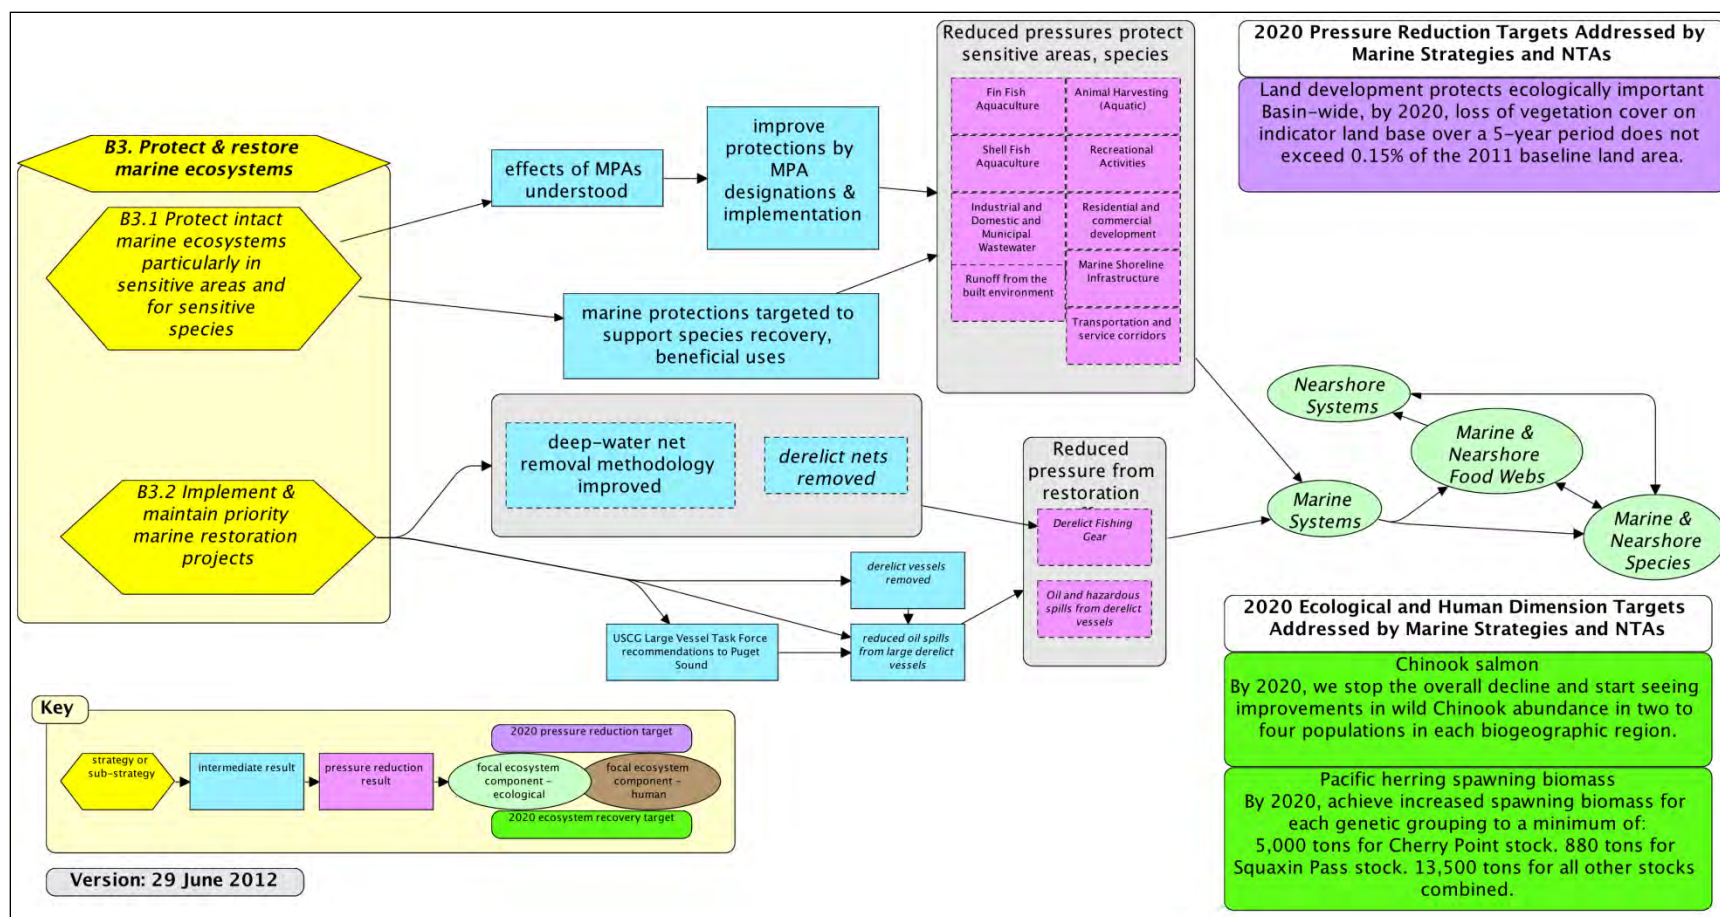 B3. Protect & restore
marine ecosystems
B3.1 Protect intact
marine ecosystems
particularly in
sensitive areas and
for sensitive
species
B3.2 Implement &
maintain priority
marine restoration
projects
effects of MPAs
understood
improve
protections by
MPA
designations &
implementation
marine protections targeted to
support species recovery,
beneficial uses
deep-water net
removal methodology
improved
derelict nets
removed
derelict vessels
removed
USCG Large Vessel Task Force
recommendations to Puget
Sound
reduced oil spills
from large derelict
vessels
Reduced pressures protect
sensitive areas, species
Fin Fish
Aquaculture
Animal Harvesting
(Aquatic)
Shell Fish
Aquaculture
Recreational
Activities
Industrial and
Domestic and
Municipal
Wastewater
Residential and
commercial
development
Runoff from the
built environment
Marine Shoreline
Infrastructure
Transportation and
service corridors
Reduced
pressure from
restoration
Derelict Fishing
Gear
Oil and hazardous
spills from derelict
vessels
Nearshore
Systems
Marine &
Nearshore
Food Webs
Marine
Systems
Marine &
Nearshore
Species
2020 Pressure Reduction Targets Addressed by
Marine Strategies and NTAs
Land development protects ecologically important
Basin-wide, by 2020, loss of vegetation cover on
indicator land base over a 5-year period does not
exceed 0.15% of the 2011 baseline land area.
2020 Ecological and Human Dimension Targets
Addressed by Marine Strategies and NTAs
Chinook salmon
By 2020, we stop the overall decline and start seeing
improvements in wild Chinook abundance in two to
four populations in each biogeographic region.
Pacific herring spawning biomass
By 2020, achieve increased spawning biomass for
each genetic grouping to a minimum of:
5,000 tons for Cherry Point stock. 880 tons for
Squaxin Pass stock. 13,500 tons for all other stocks
combined.
Key
strategy or
sub-strategy
intermediate result
pressure reduction
result
2020 pressure reduction target
focal ecosystem
component -
ecological
focal ecosystem
component -
human
2020 ecosystem recovery target
Version: 29 June 2012